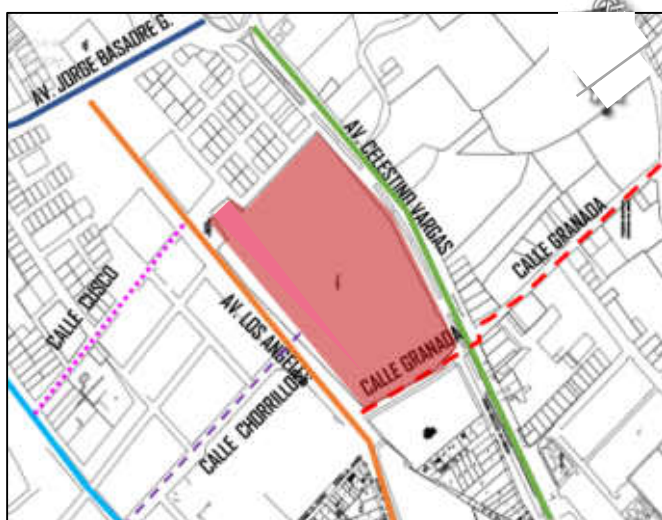 AV. JORGE BASADRE G.
AV. CELESTINO VARGAS
CALLE GRANADA
CALLE CUSCO
AV. LOS ANGELES
CALLE GRANADA
CALLE CHORRILLOS